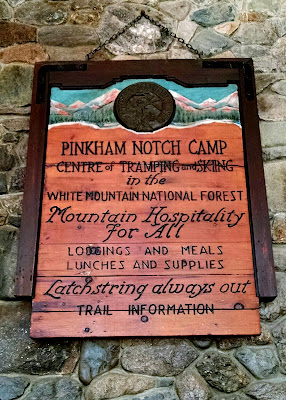 PINKHAM NOTCH CAMP
CENTRE OF TRAMPING and SKIING
in the
WHITE MOUNTAIN NATIONAL FOREST
Mountain Hospitality
For All
LODGINGS AND MEALS
LUNCHES AND SUPPLIES
Latchstring always out
TRAIL INFORMATION